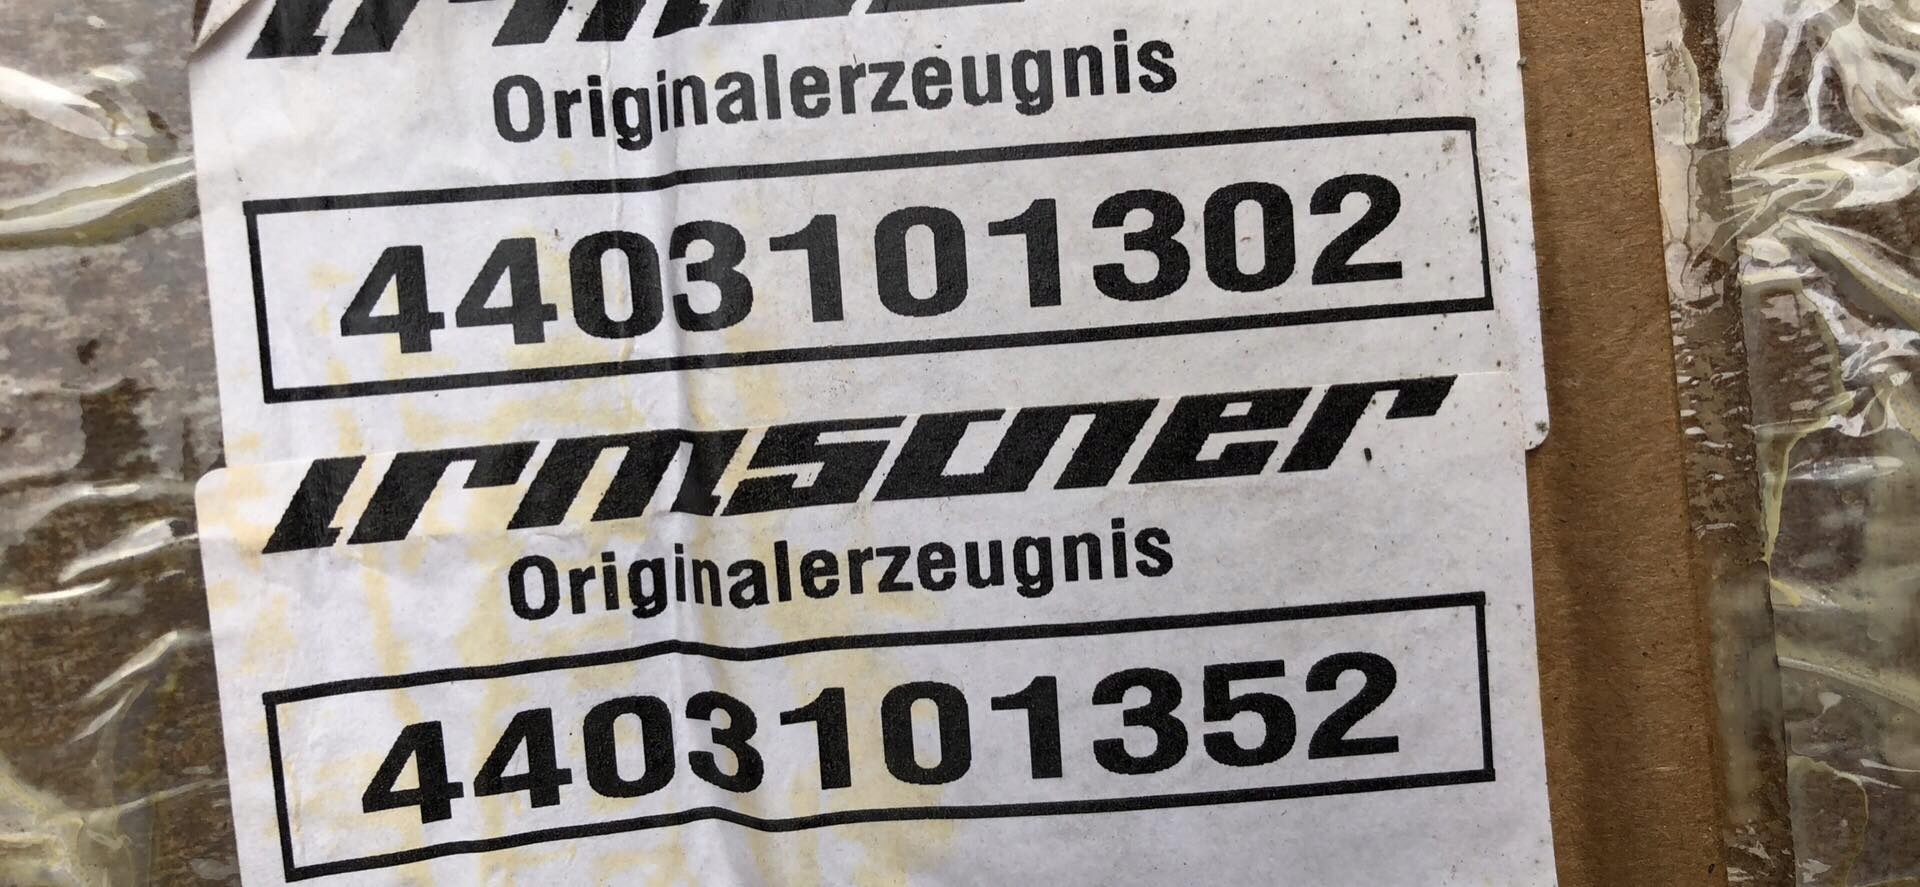 Originalerzeugnis
4403101302
irmscher
Originalerzeugnis
4403101352